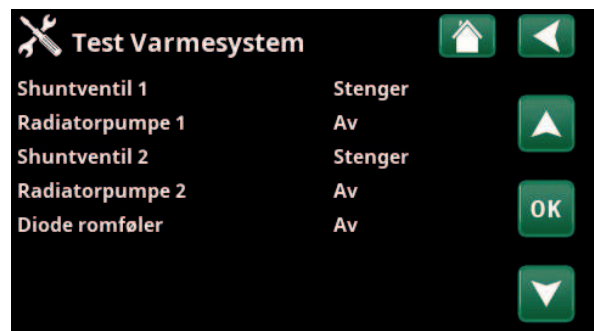 Test Varmesystem
Shuntventil 1 Stenger
Radiatorpumpe 1 Av
Shuntventil 2 Stenger
Radiatorpumpe 2 Av
Diode romføler Av
OK